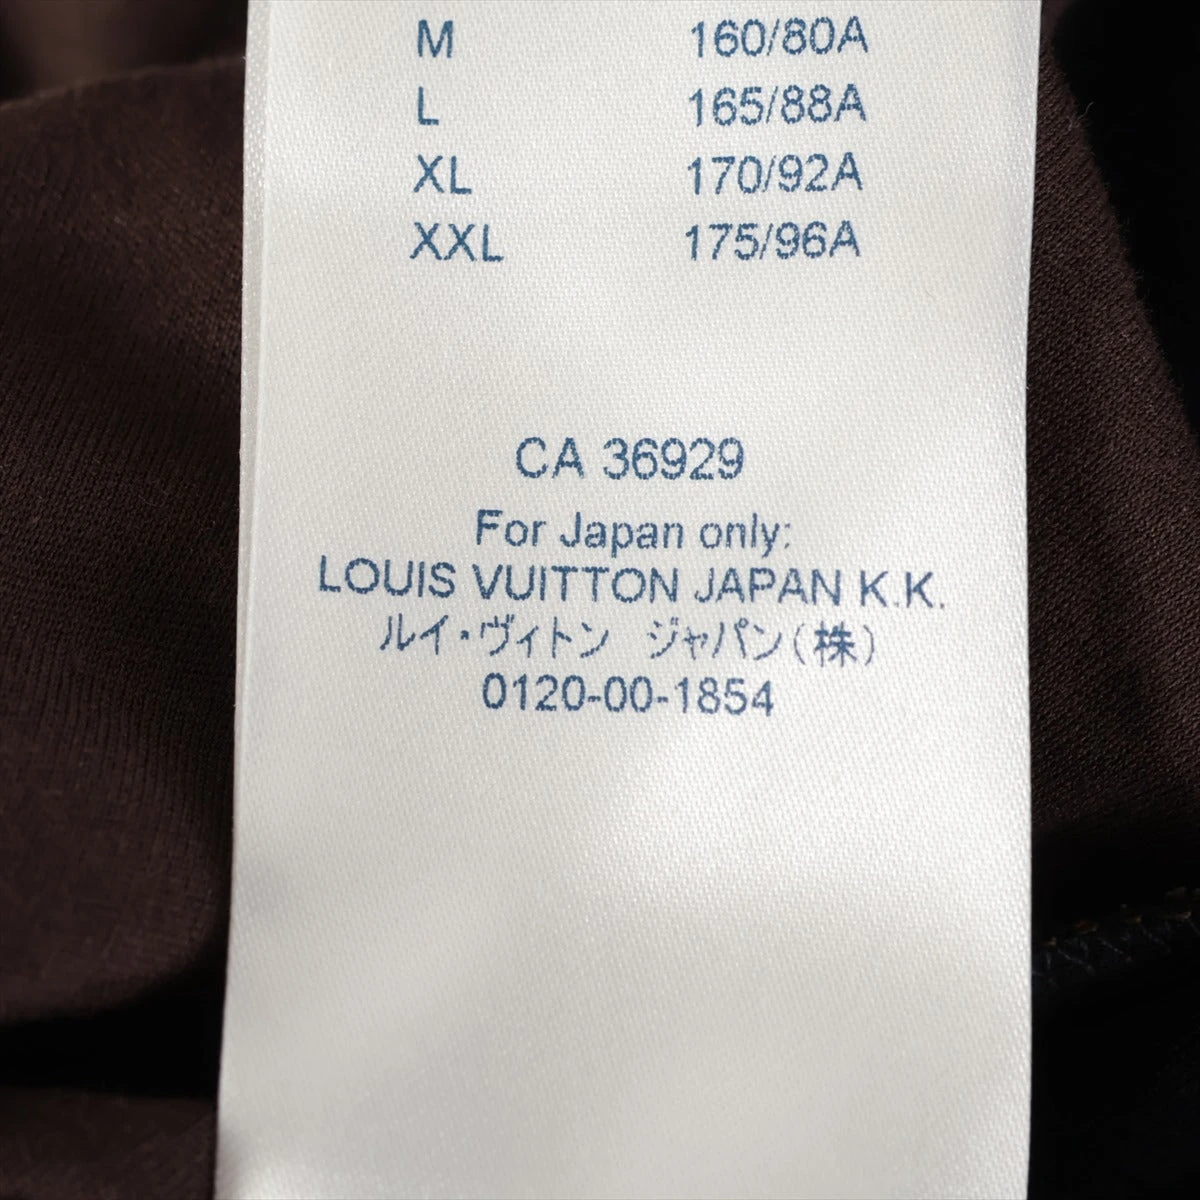 M 160/80A
L 165/88A
XL 170/92A
XXL 175/96A
CA 36929
For Japan only:
LOUIS VUITTON JAPAN K.K.
ルイ・ヴィトン ジャパン(株)
0120-00-1854